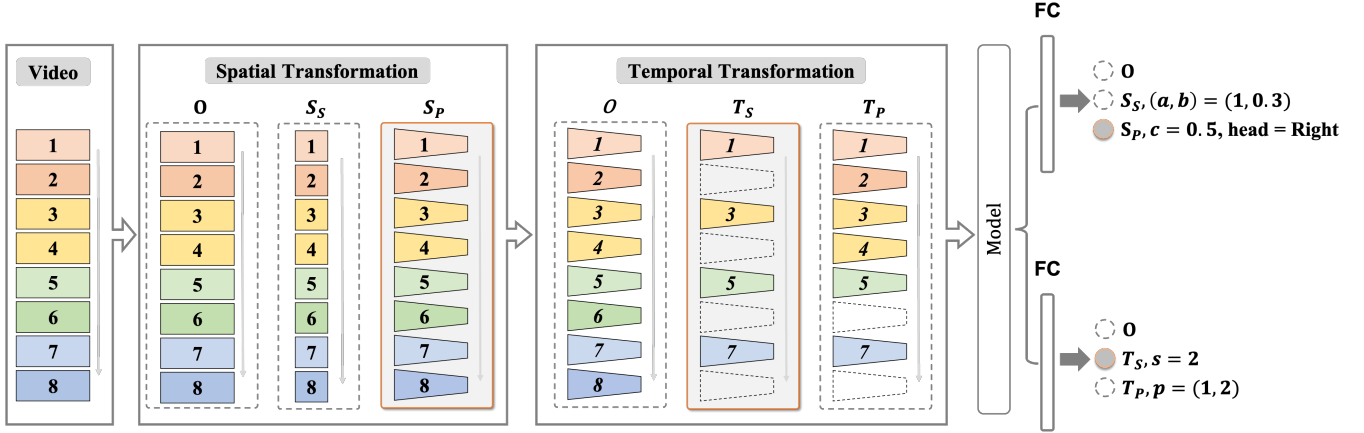 Video
1
2
3
4
5
6
7
8
Spatial Transformation
O
1
2
3
4
5
6
7
8
S_S
1
2
3
4
5
6
7
8
S_P
1
2
3
4
5
6
7
8
Temporal Transformation
O
1
2
3
4
5
6
7
8
T_S
1
3
5
7
T_P
1
2
3
4
5
7
Model
FC
O
S_S, (a, b) = (1, 0.3)
S_P, c = 0.5, head = Right
FC
O
T_S, s = 2
T_P, p = (1, 2)